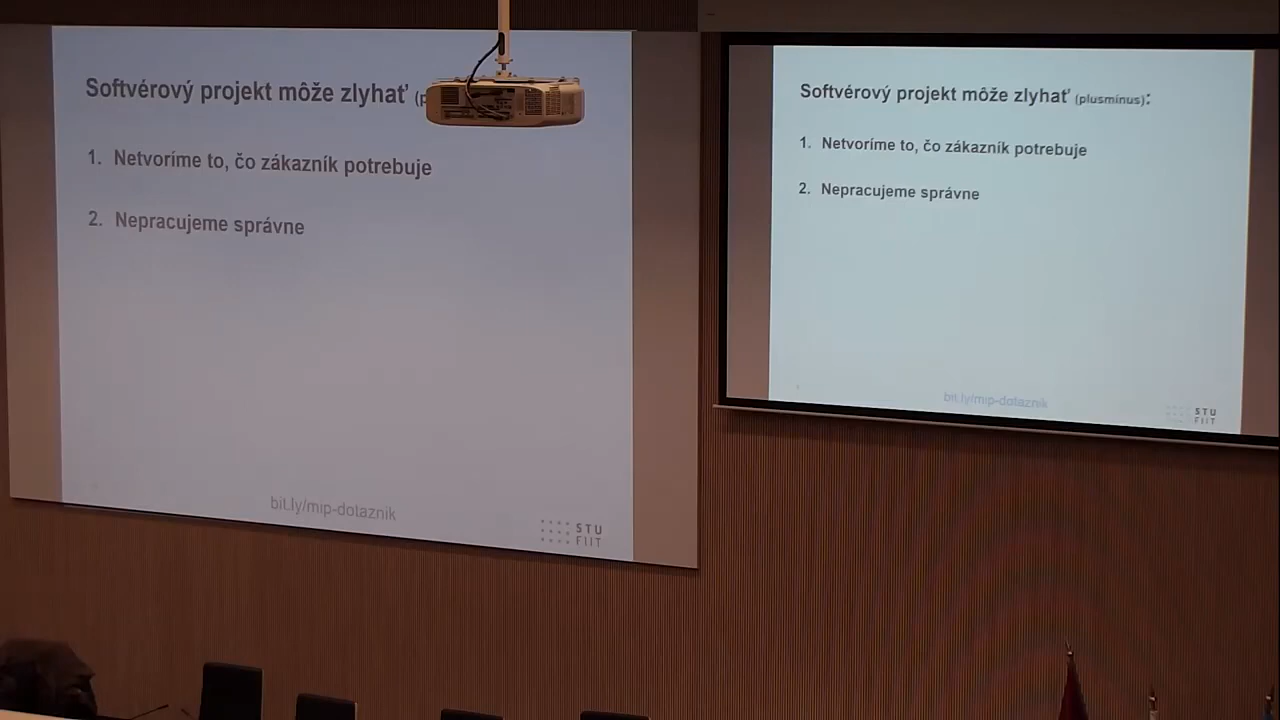 Softvérový projekt môže zlyhať (p
1. Netvoríme to, čo zákazník potrebuje
2. Nepracujeme správne
bit.ly/mip-dotaznik
STU
FIIT
Softvérový projekt môže zlyhať (plusmínus):
1. Netvoríme to, čo zákazník potrebuje
2. Nepracujeme správne
bit.ly/mip-dotaznik
STU
FIIT